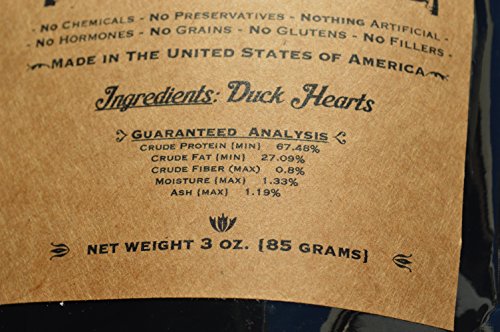 - No Chemicals - No Preservatives - Nothing Artificial -
- No Hormones - No Grains - No Glutens - No Fillers -
Made in The United States of America
Ingredients: Duck Hearts
Guaranteed Analysis
Crude Protein (Min) 67.48%
Crude Fat (Min) 27.09%
Crude Fiber (Max) 0.8%
Moisture (Max) 1.33%
Ash (Max) 1.19%
NET WEIGHT 3 OZ. (85 GRAMS)